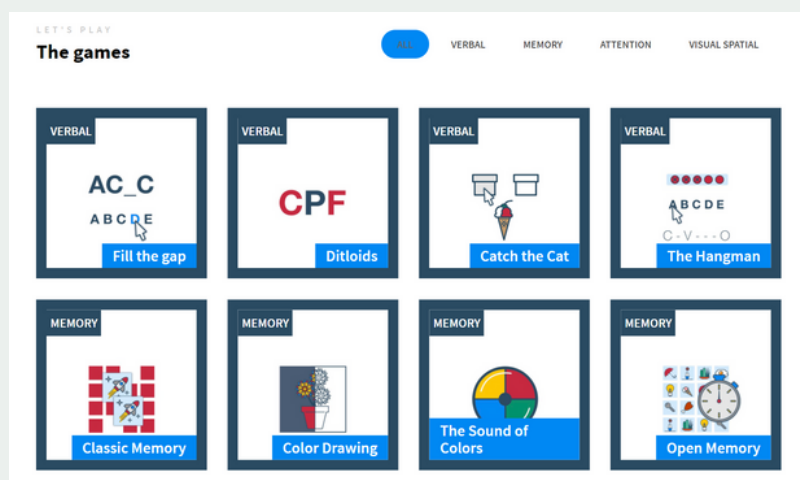 LET'S PLAY
The games
ALL
VERBAL
MEMORY
ATTENTION
VISUAL SPATIAL
VERBAL
AC_C
ABCDE
Fill the gap
VERBAL
CPF
Ditloids
VERBAL
Catch the Cat
VERBAL
ABCDE
C-V---O
The Hangman
MEMORY
Classic Memory
MEMORY
Color Drawing
MEMORY
The Sound of
Colors
MEMORY
Open Memory